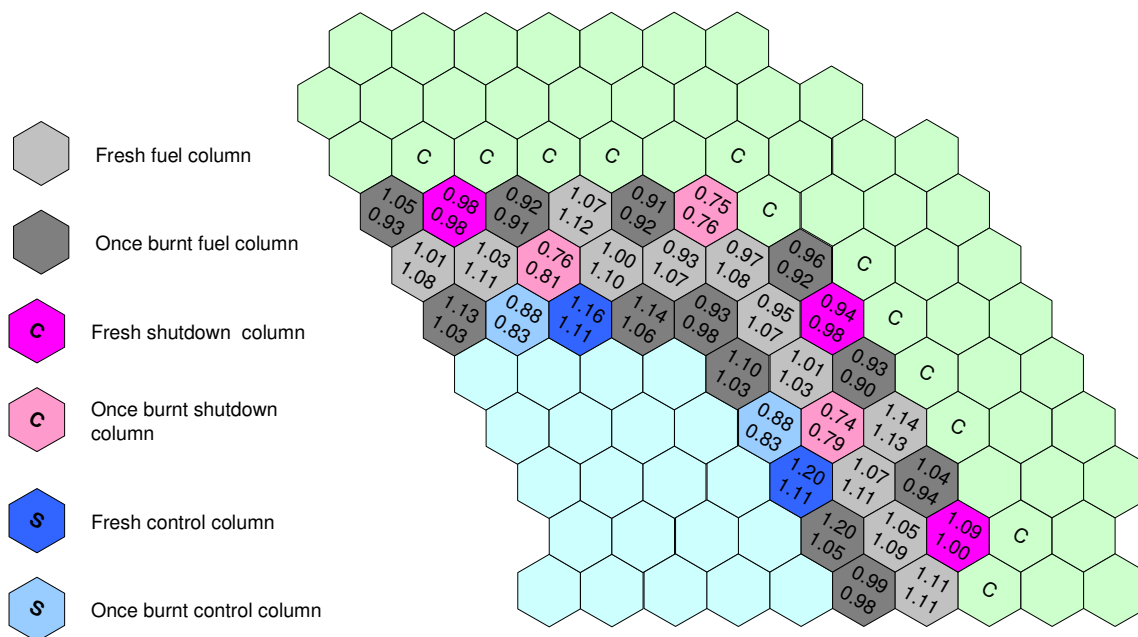 C C C C C
Fresh fuel column
1.05 0.98 0.92 1.07 0.91 0.75
0.93 0.98 0.91 1.12 0.92 0.76
C
Once burnt fuel column
1.01 1.03 0.76 1.00 0.93 0.97 0.96
1.08 1.11 0.81 1.10 1.07 1.08 0.92
C
C
Fresh shutdown column
1.13 0.88 1.16 1.14 0.93 0.95 0.94
1.03 0.83 1.11 1.06 0.98 1.07 0.98
C
1.10 1.01 0.93
1.03 1.03 0.90
C
C
Once burnt shutdown
column
0.88 0.74 1.14
0.83 0.79 1.13
C
1.20 1.07 1.04
1.11 1.11 0.94
S
Fresh control column
1.20 1.05 1.09
1.05 1.09 1.00
C
S
Once burnt control column
0.99 1.11
0.98 1.11
C